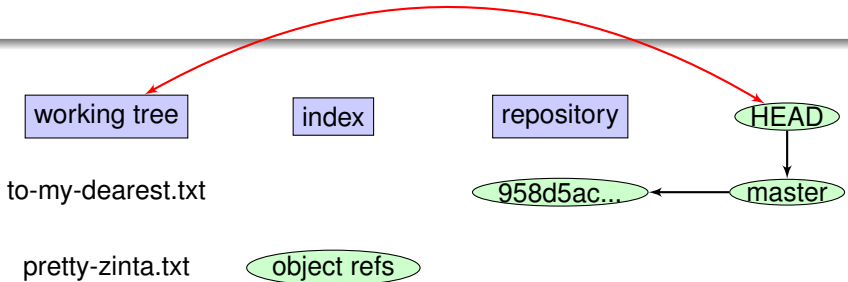 working tree index repository HEAD
to-my-dearest.txt 958d5ac... master
pretty-zinta.txt object refs